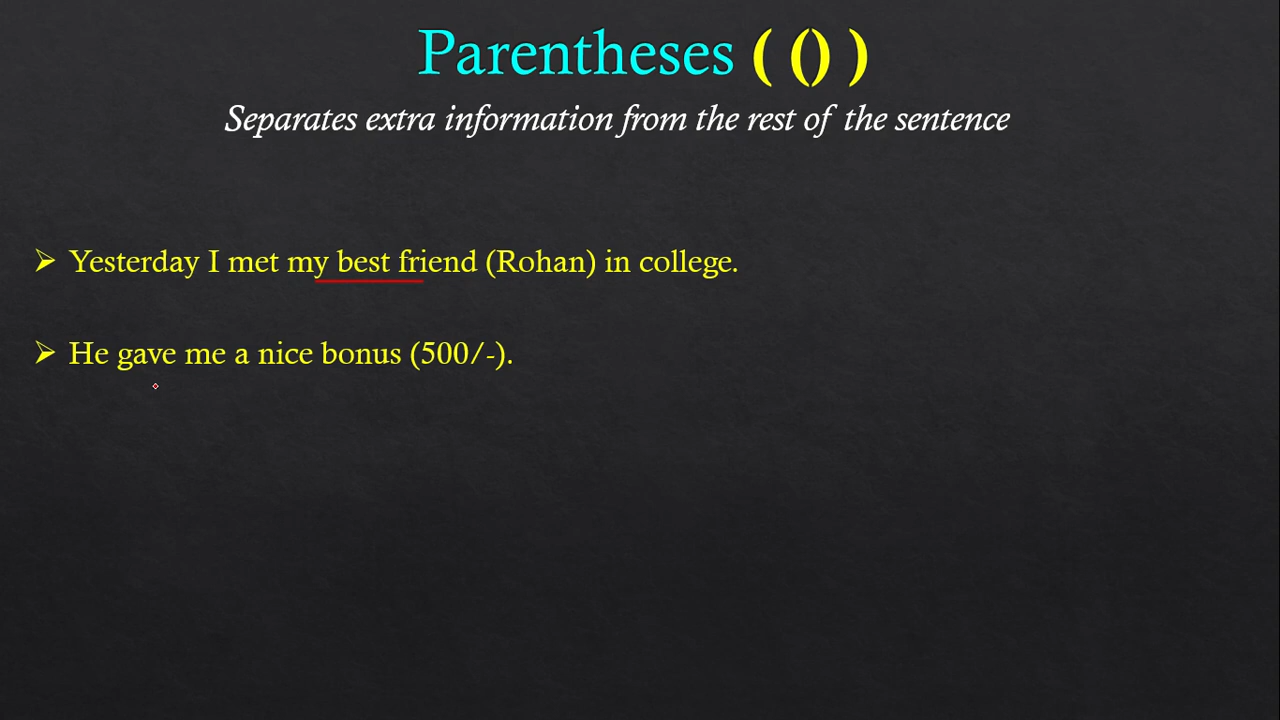 Parentheses ( () )
Separates extra information from the rest of the sentence
Yesterday I met my best friend (Rohan) in college.
He gave me a nice bonus (500/-).